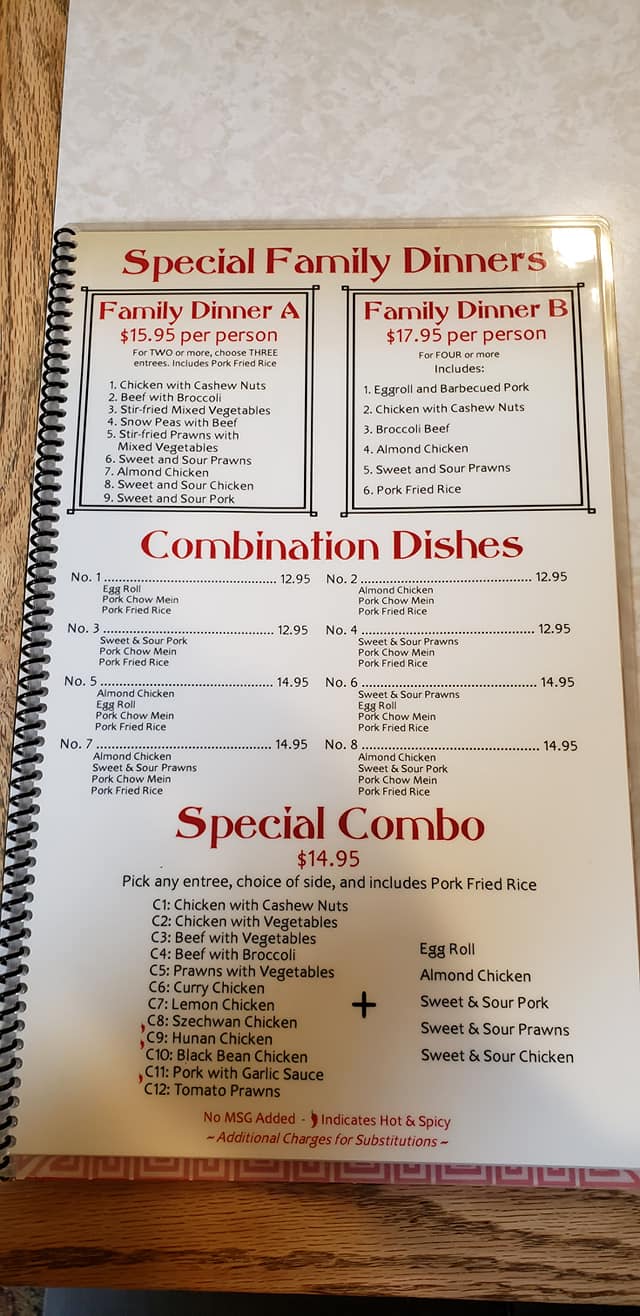 Special Family Dinners
Family Dinner A
$15.95 per person
For TWO or more, choose THREE
entrees. Includes Pork Fried Rice
1. Chicken with Cashew Nuts
2. Beef with Broccoli
3. Stir-fried Mixed Vegetables
4. Snow Peas with Beef
5. Stir-fried Prawns with
Mixed Vegetables
6. Sweet and Sour Prawns
7. Almond Chicken
8. Sweet and Sour Chicken
9. Sweet and Sour Pork
Family Dinner B
$17.95 per person
For FOUR or more
Includes:
1. Eggroll and Barbecued Pork
2. Chicken with Cashew Nuts
3. Broccoli Beef
4. Almond Chicken
5. Sweet and Sour Prawns
6. Pork Fried Rice
Combination Dishes
No. 1 ............................................. 12.95
Egg Roll
Pork Chow Mein
Pork Fried Rice
No. 2 ............................................. 12.95
Almond Chicken
Pork Chow Mein
Pork Fried Rice
No. 3 ............................................. 12.95
Sweet & Sour Pork
Pork Chow Mein
Pork Fried Rice
No. 4 ............................................. 12.95
Sweet & Sour Prawns
Pork Chow Mein
Pork Fried Rice
No. 5 ............................................. 14.95
Almond Chicken
Egg Roll
Pork Chow Mein
Pork Fried Rice
No. 6 ............................................. 14.95
Sweet & Sour Prawns
Egg Roll
Pork Chow Mein
Pork Fried Rice
No. 7 ............................................. 14.95
Almond Chicken
Sweet & Sour Prawns
Pork Chow Mein
Pork Fried Rice
No. 8 ............................................. 14.95
Almond Chicken
Sweet & Sour Pork
Pork Chow Mein
Pork Fried Rice
Special Combo
$14.95
Pick any entree, choice of side, and includes Pork Fried Rice
C1: Chicken with Cashew Nuts
C2: Chicken with Vegetables
C3: Beef with Vegetables
C4: Beef with Broccoli
C5: Prawns with Vegetables
C6: Curry Chicken
C7: Lemon Chicken
C8: Szechwan Chicken
C9: Hunan Chicken
C10: Black Bean Chicken
C11: Pork with Garlic Sauce
C12: Tomato Prawns
+
Egg Roll
Almond Chicken
Sweet & Sour Pork
Sweet & Sour Prawns
Sweet & Sour Chicken
No MSG Added - Indicates Hot & Spicy
~Additional Charges for Substitutions~